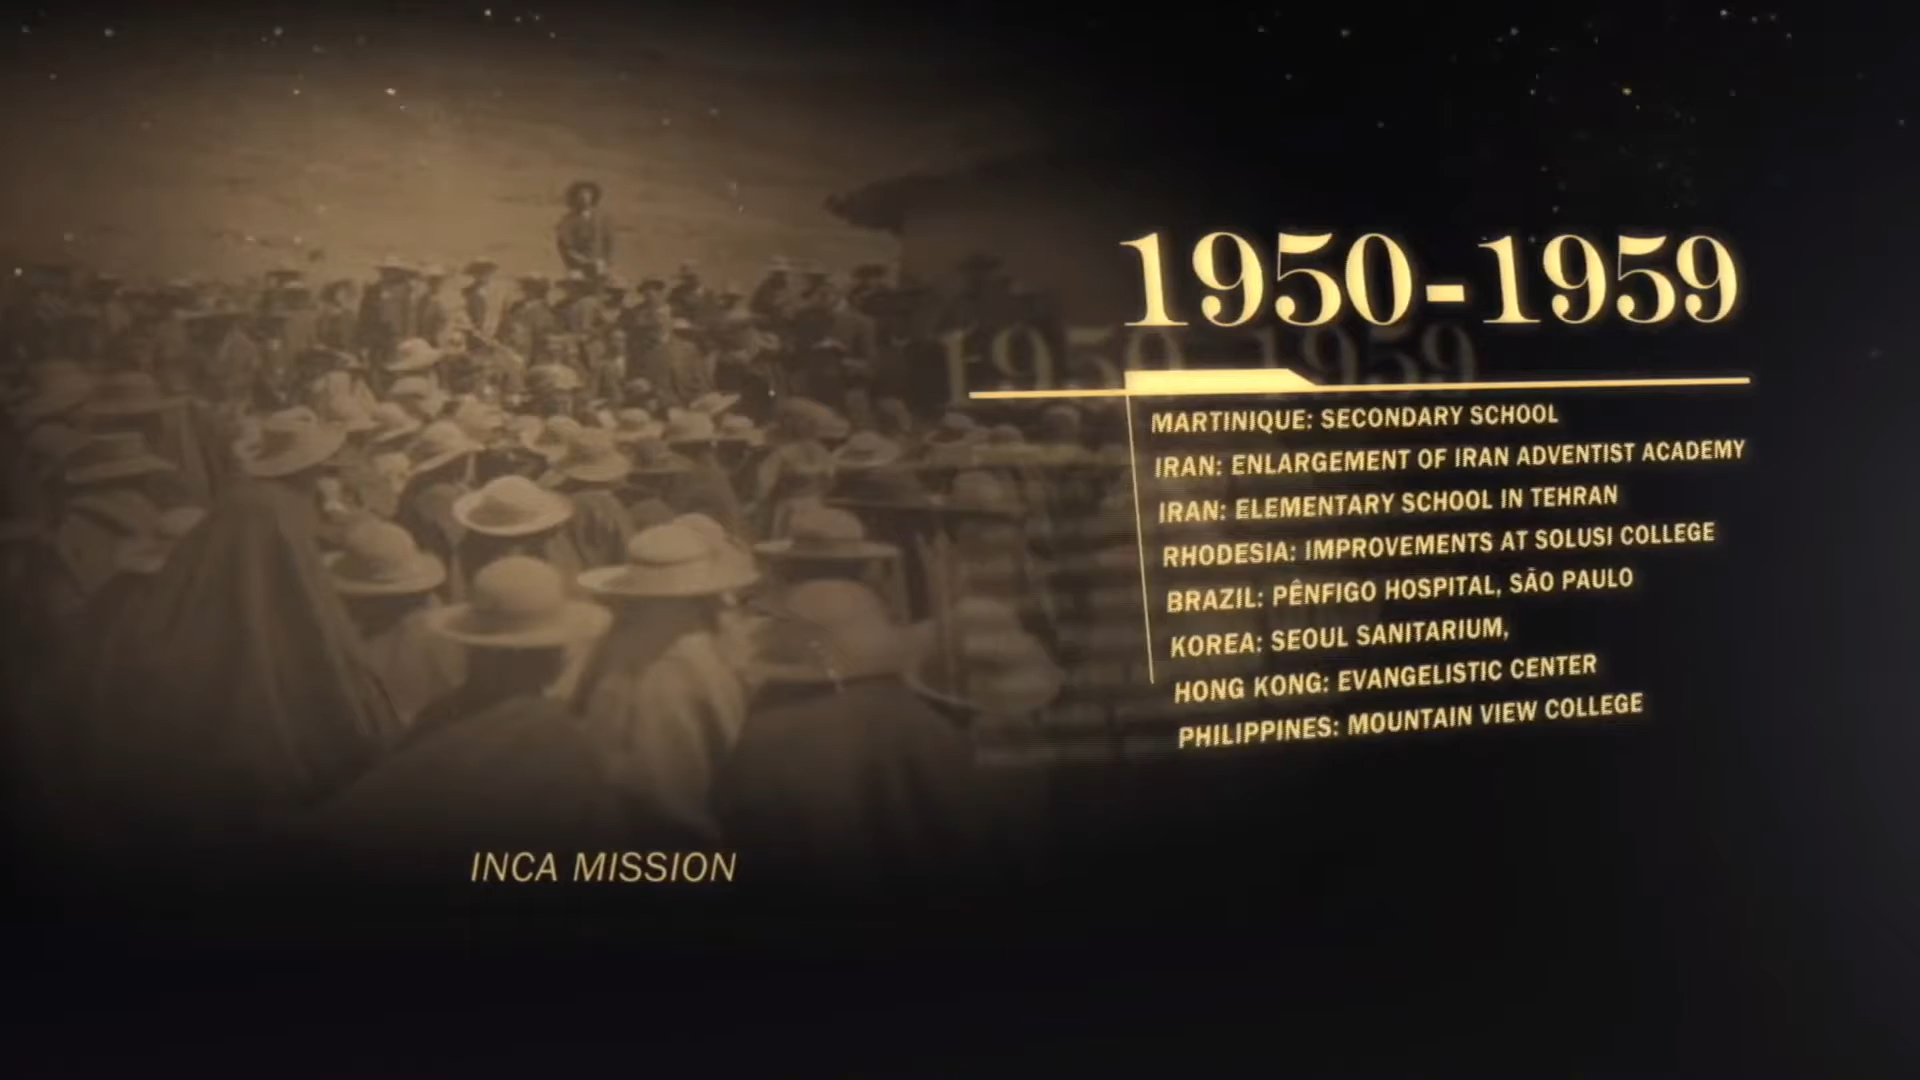 1950-1959
1950-1959
MARTINIQUE: SECONDARY SCHOOL
IRAN: ENLARGEMENT OF IRAN ADVENTIST ACADEMY
IRAN: ELEMENTARY SCHOOL IN TEHRAN
RHODESIA: IMPROVEMENTS AT SOLUSI COLLEGE
BRAZIL: PÊNFIGO HOSPITAL, SÃO PAULO
KOREA: SEOUL SANITARIUM,
HONG KONG: EVANGELISTIC CENTER
PHILIPPINES: MOUNTAIN VIEW COLLEGE
INCA MISSION